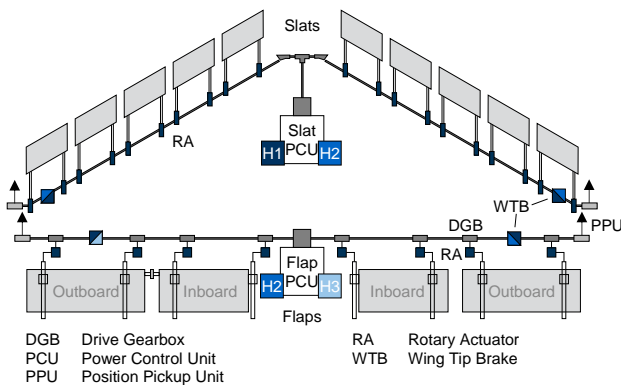 Slats
RA
Slat
PCU
H1
H2
WTB
DGB
PPU
RA
Flap
PCU
H2
H3
Outboard
Inboard
Inboard
Outboard
Flaps
DGB Drive Gearbox
PCU Power Control Unit
PPU Position Pickup Unit
RA Rotary Actuator
WTB Wing Tip Brake